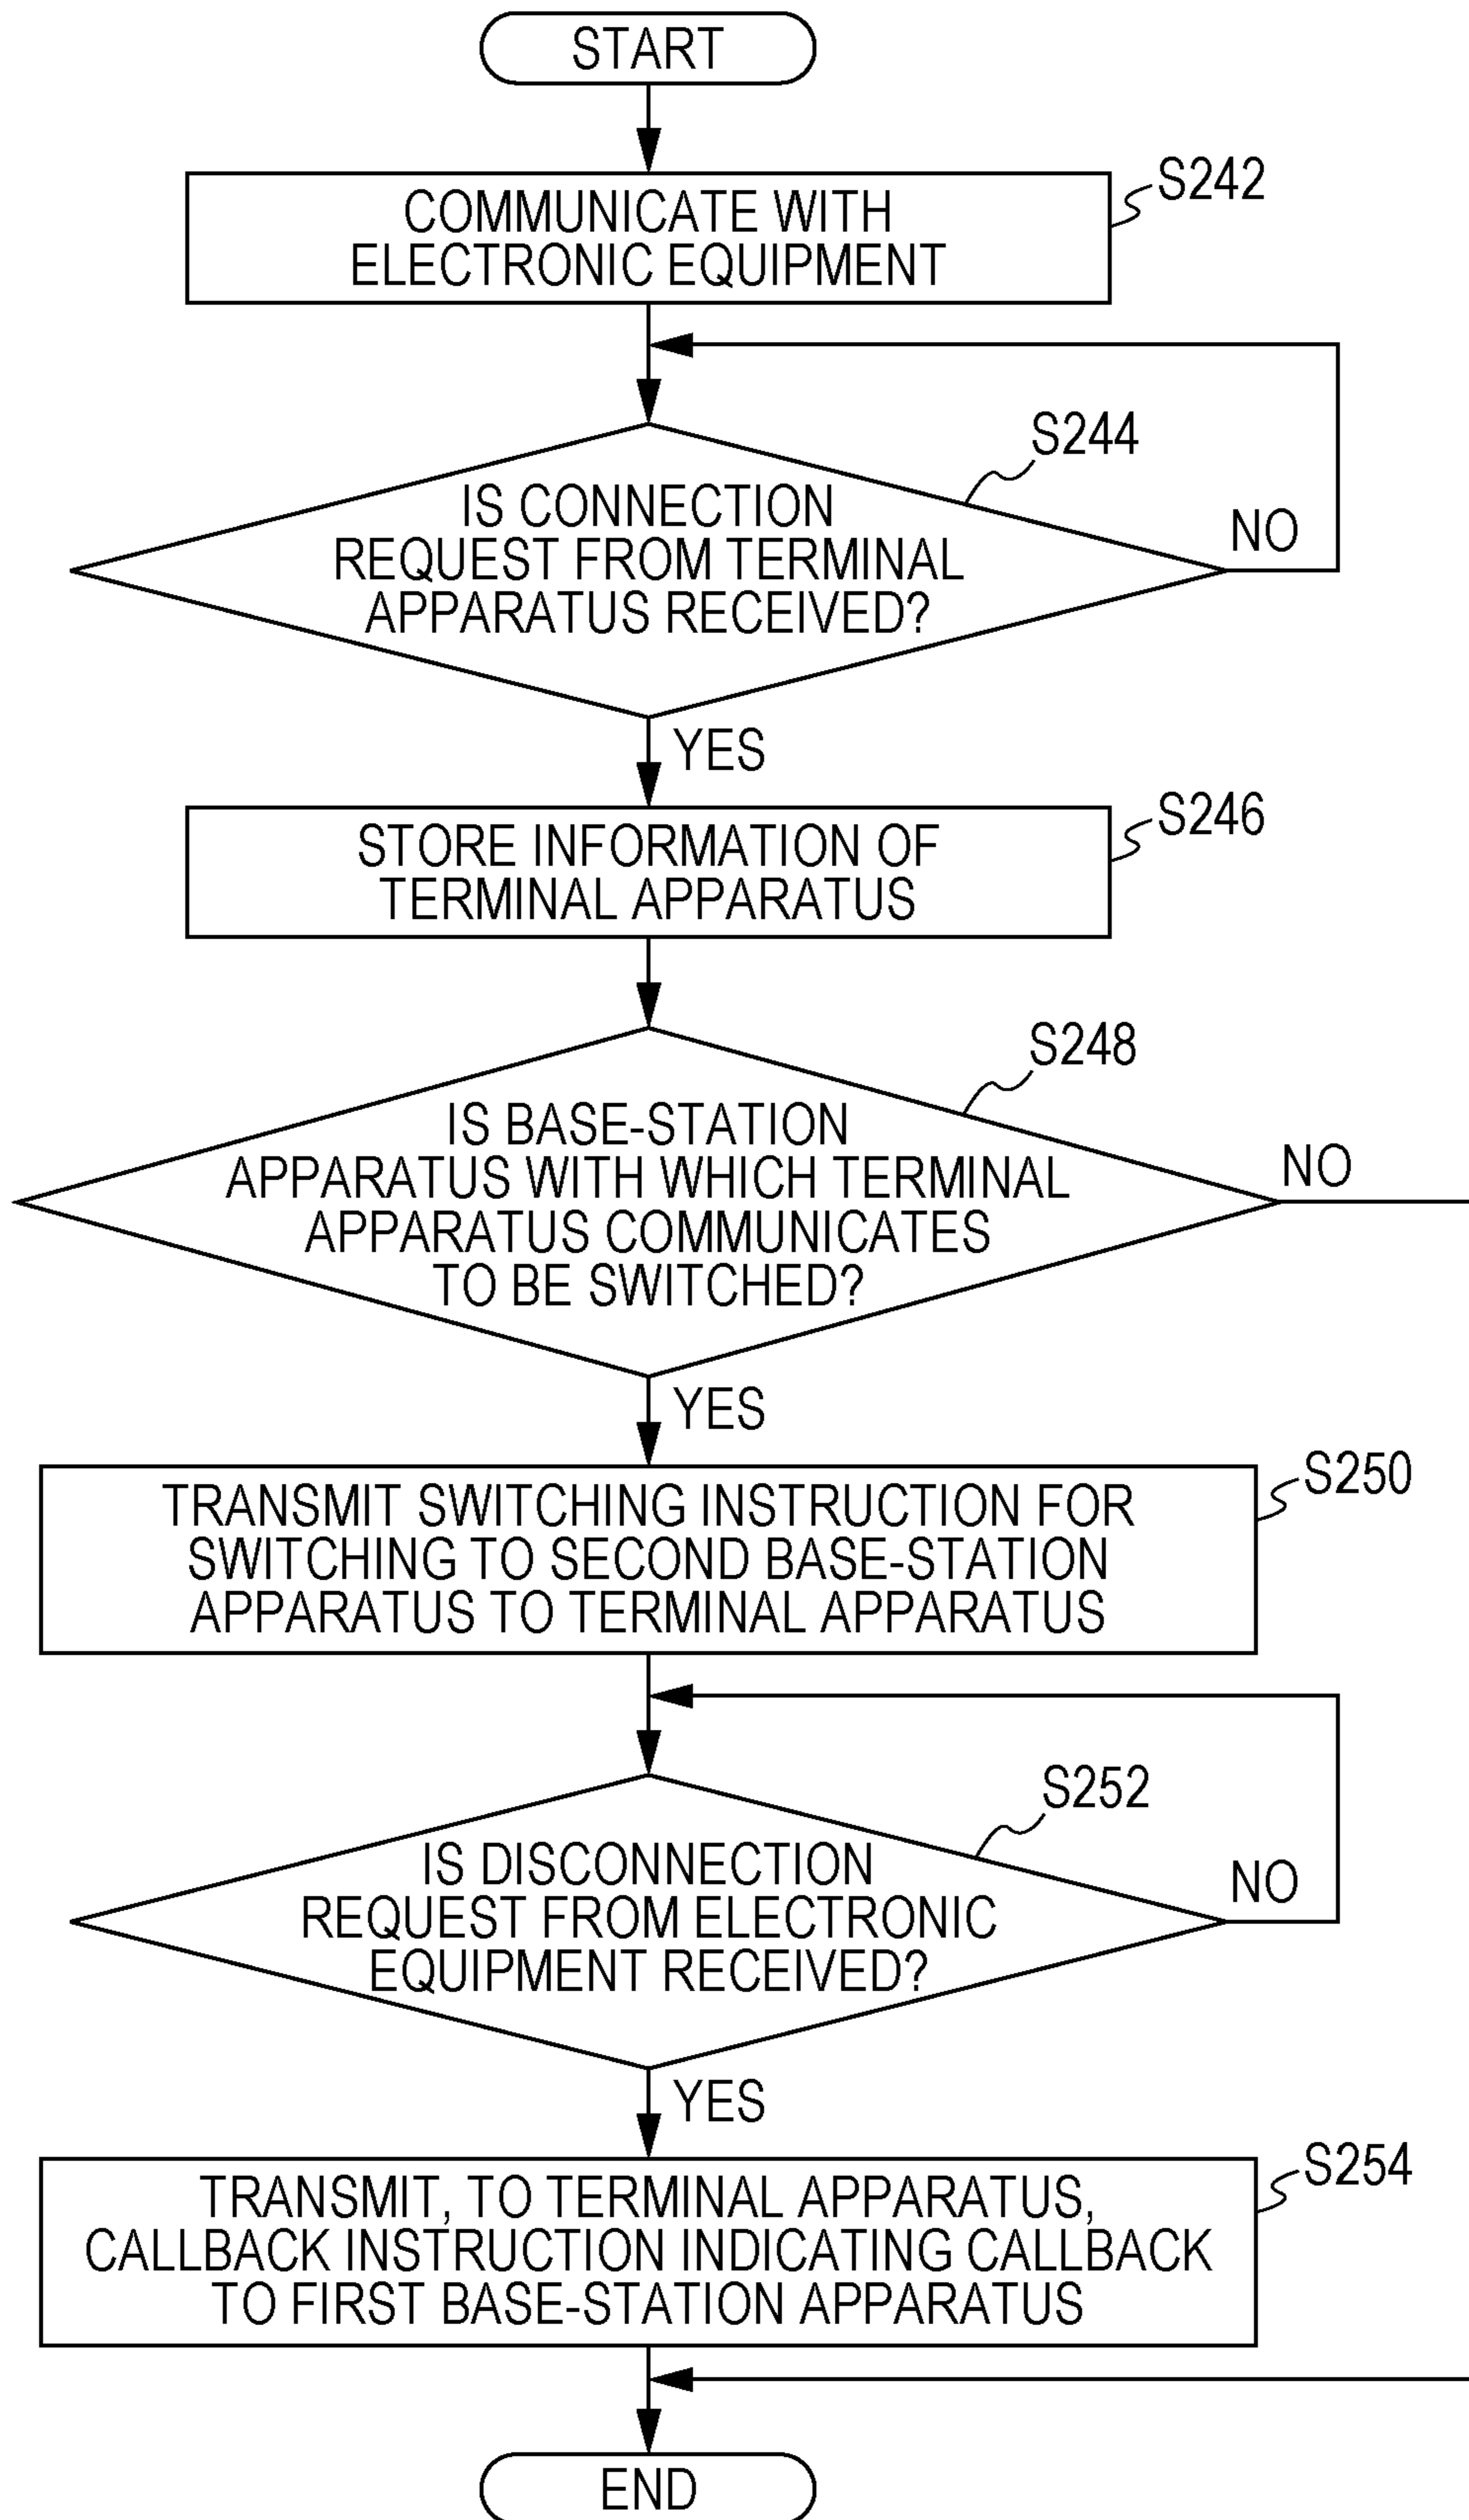 START
S242
COMMUNICATE WITH
ELECTRONIC EQUIPMENT
S244
IS CONNECTION
REQUEST FROM TERMINAL
APPARATUS RECEIVED?
NO
YES
S246
STORE INFORMATION OF
TERMINAL APPARATUS
S248
IS BASE-STATION
APPARATUS WITH WHICH TERMINAL
APPARATUS COMMUNICATES
TO BE SWITCHED?
NO
YES
S250
TRANSMIT SWITCHING INSTRUCTION FOR
SWITCHING TO SECOND BASE-STATION
APPARATUS TO TERMINAL APPARATUS
S252
IS DISCONNECTION
REQUEST FROM ELECTRONIC
EQUIPMENT RECEIVED?
NO
YES
S254
TRANSMIT, TO TERMINAL APPARATUS,
CALLBACK INSTRUCTION INDICATING CALLBACK
TO FIRST BASE-STATION APPARATUS
END